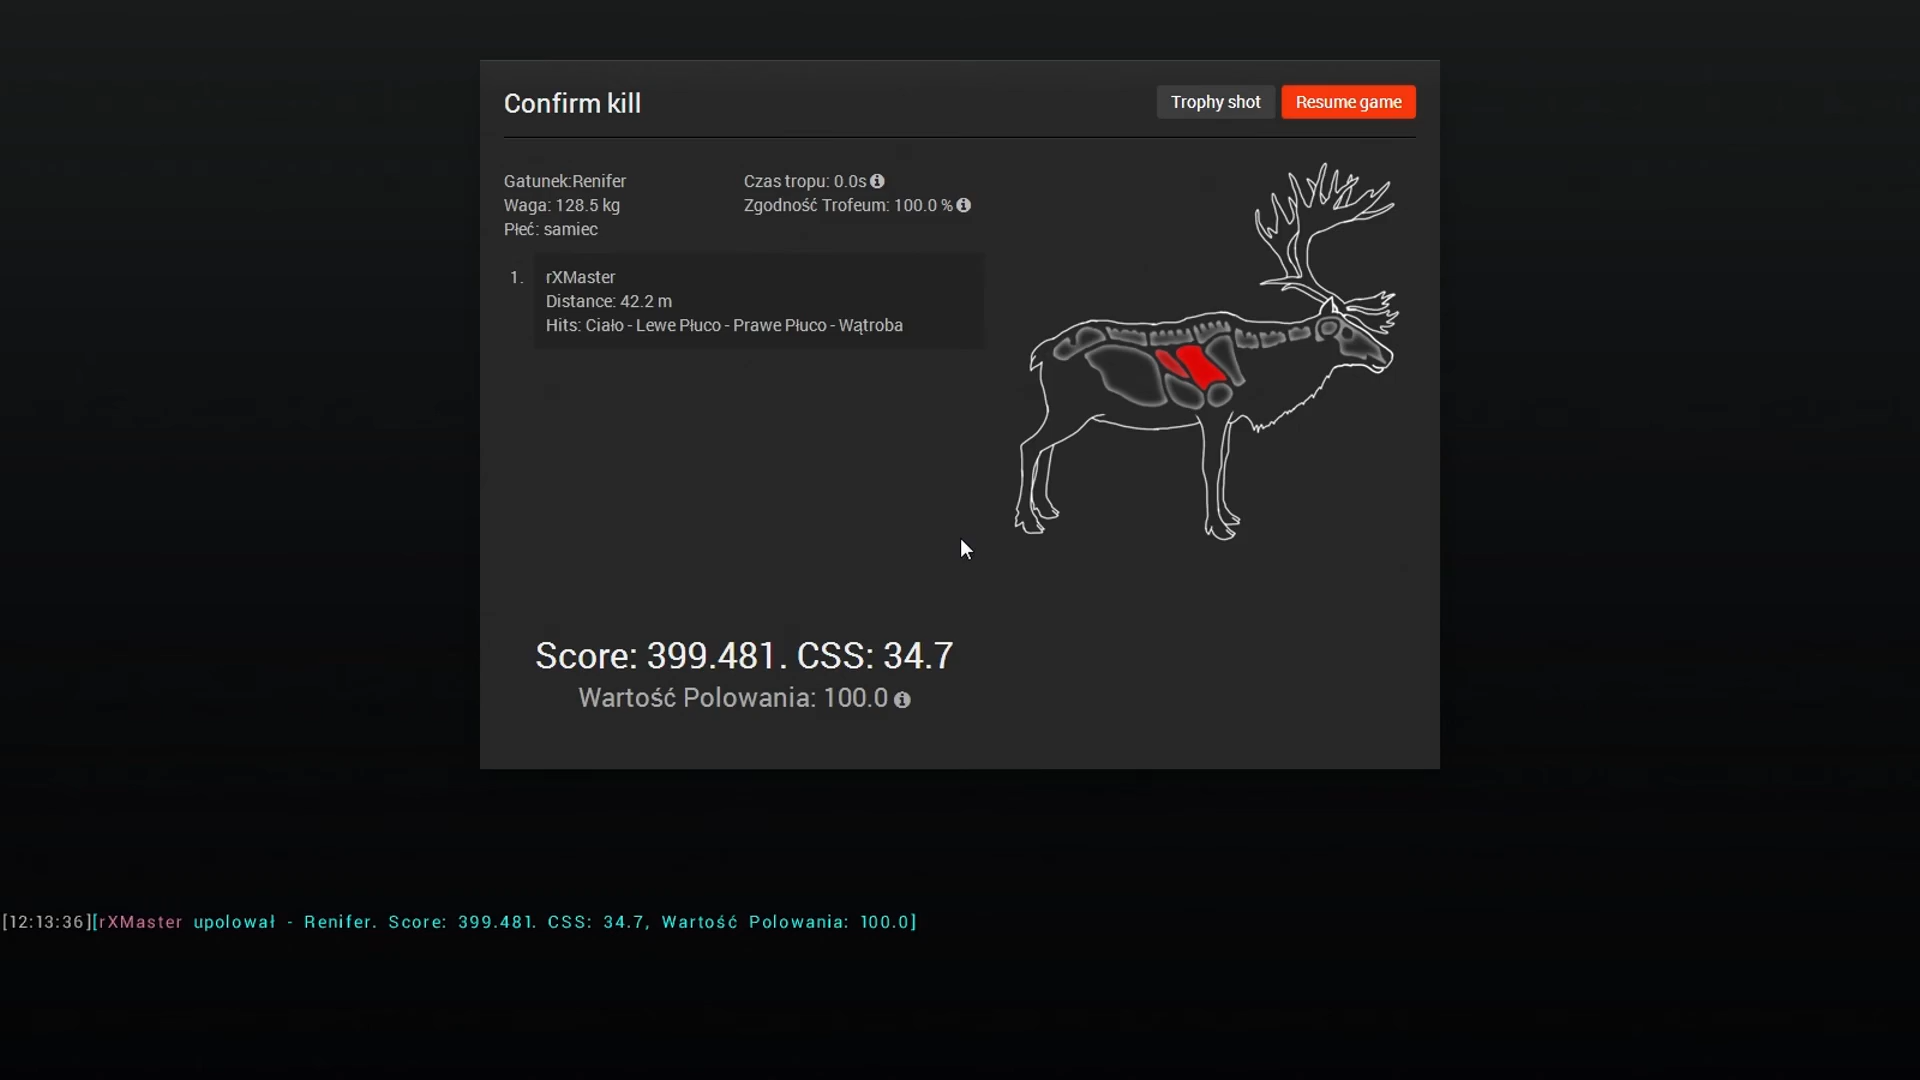 Confirm kill
Trophy shot
Resume game
Gatunek:Renifer
Waga: 128.5 kg
Płeć: samiec
Czas tropu: 0.0s
Zgodność Trofeum: 100.0 %
1.
rXMaster
Distance: 42.2 m
Hits: Ciało - Lewe Płuco - Prawe Płuco - Wątroba
Score: 399.481. CSS: 34.7
Wartość Polowania: 100.0
[12:13:36][rXMaster upolował - Renifer. Score: 399.481. CSS: 34.7, Wartość Polowania: 100.0]